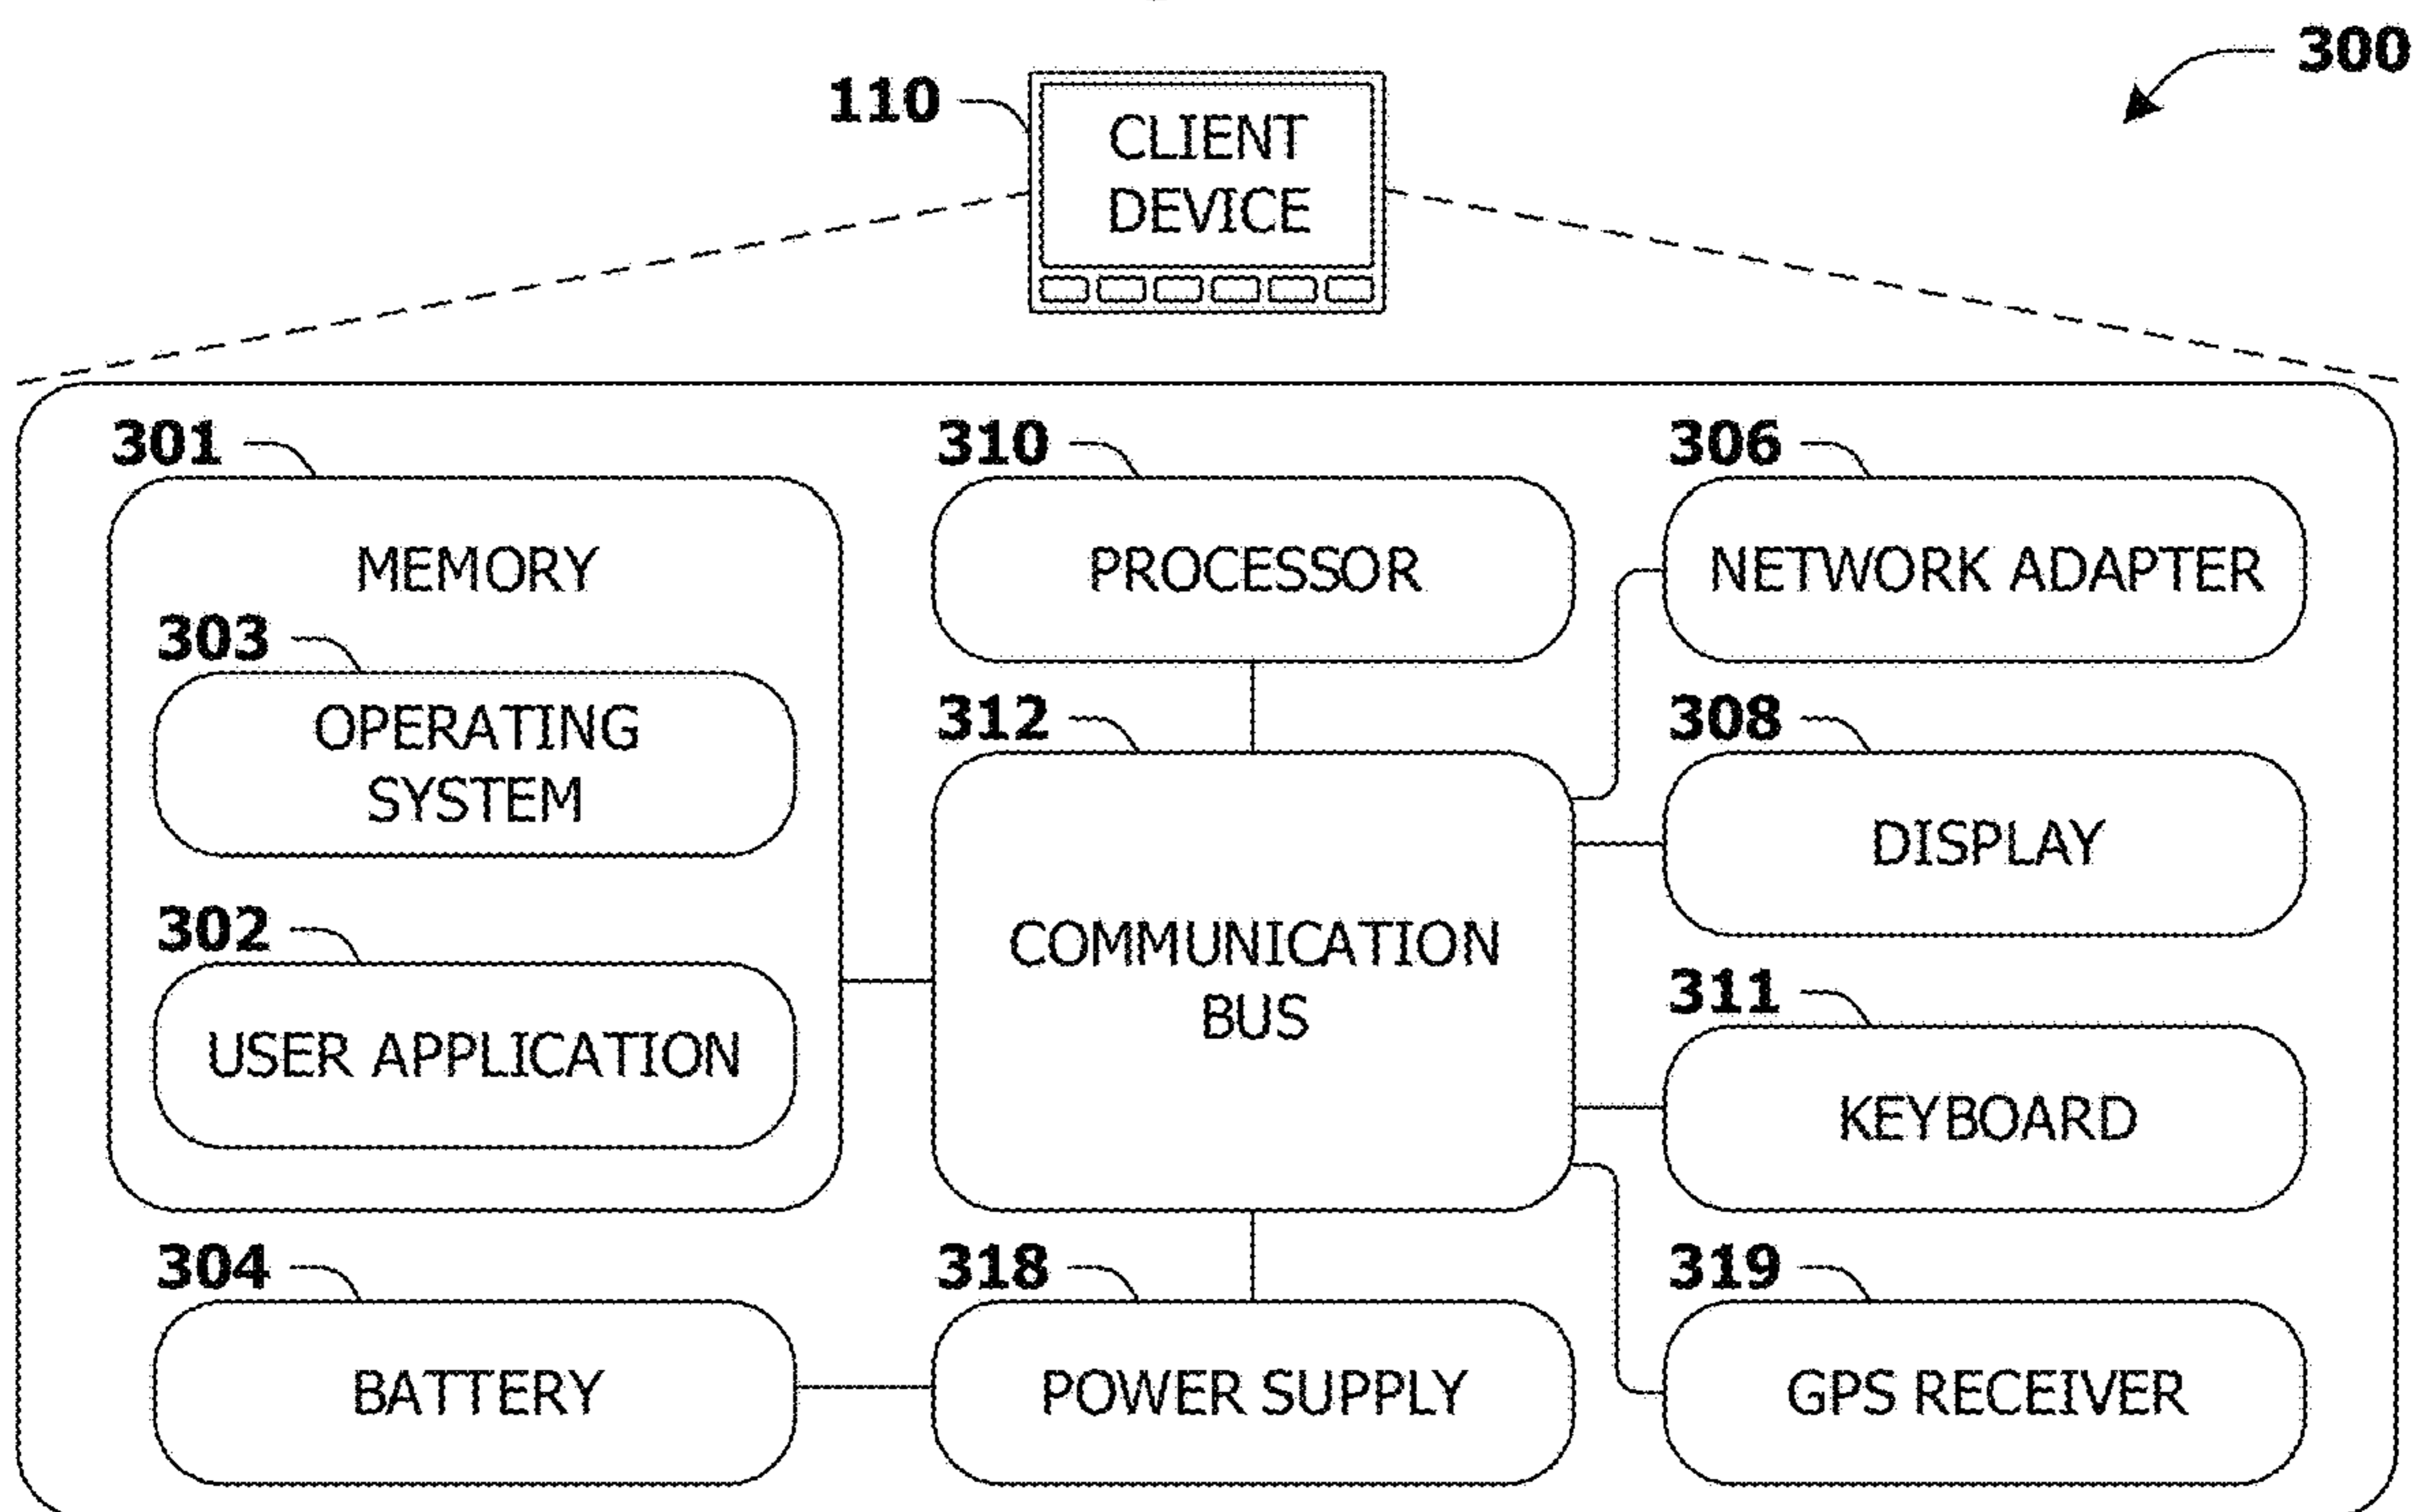 300
110
CLIENT
DEVICE
301
310
306
MEMORY
PROCESSOR
NETWORK ADAPTER
303
312
308
OPERATING
SYSTEM
DISPLAY
302
COMMUNICATION
BUS
311
USER APPLICATION
KEYBOARD
304
318
319
BATTERY
POWER SUPPLY
GPS RECEIVER